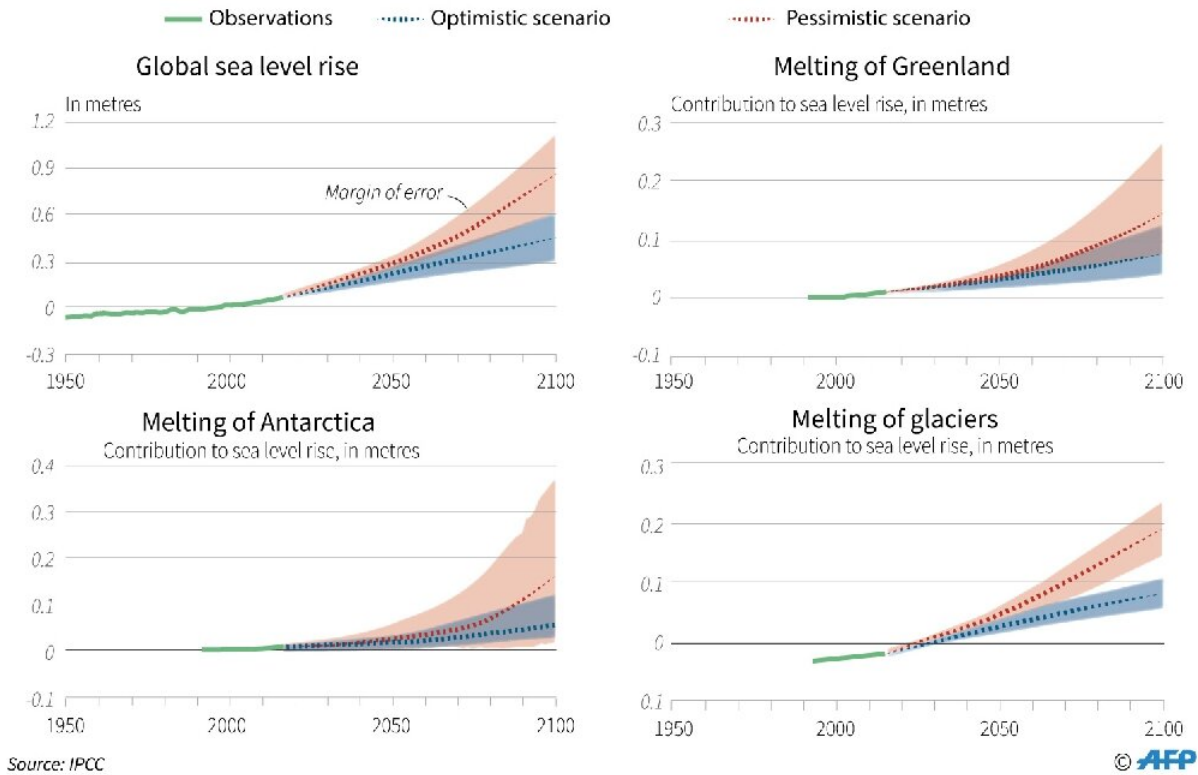 Observations Optimistic scenario Pessimistic scenario
Global sea level rise
In metres
1.2
0.9
0.6
0.3
0
-0.3
Margin of error
1950 2000 2050 2100
Melting of Greenland
Contribution to sea level rise, in metres
0.3
0.2
0.1
0
-0.1
1950 2000 2050 2100
Melting of Antarctica
Contribution to sea level rise, in metres
0.4
0.3
0.2
0.1
0
-0.1
1950 2000 2050 2100
Melting of glaciers
Contribution to sea level rise, in metres
0.3
0.2
0.1
0
0.1
1950 2000 2050 2100
Source: IPCC
© AFP